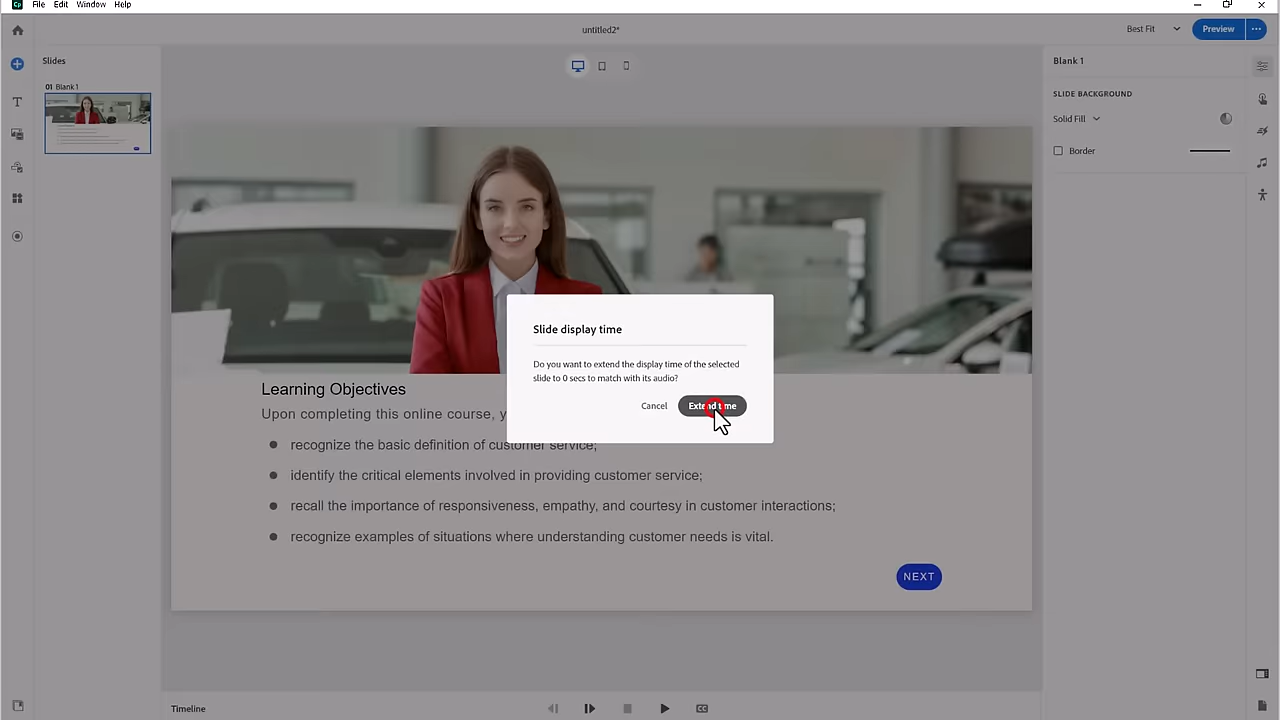 Cp File Edit Window Help
untitled2*
Best Fit
Preview
Slides
01 Blank 1
Blank 1
SLIDE BACKGROUND
Solid Fill
Border
Slide display time
Do you want to extend the display time of the selected
slide to 0 secs to match with its audio?
Cancel
Extend time
Learning Objectives
Upon completing this online course, y
recognize the basic definition of customer service;
identify the critical elements involved in providing customer service;
recall the importance of responsiveness, empathy, and courtesy in customer interactions;
recognize examples of situations where understanding customer needs is vital.
NEXT
Timeline
CC